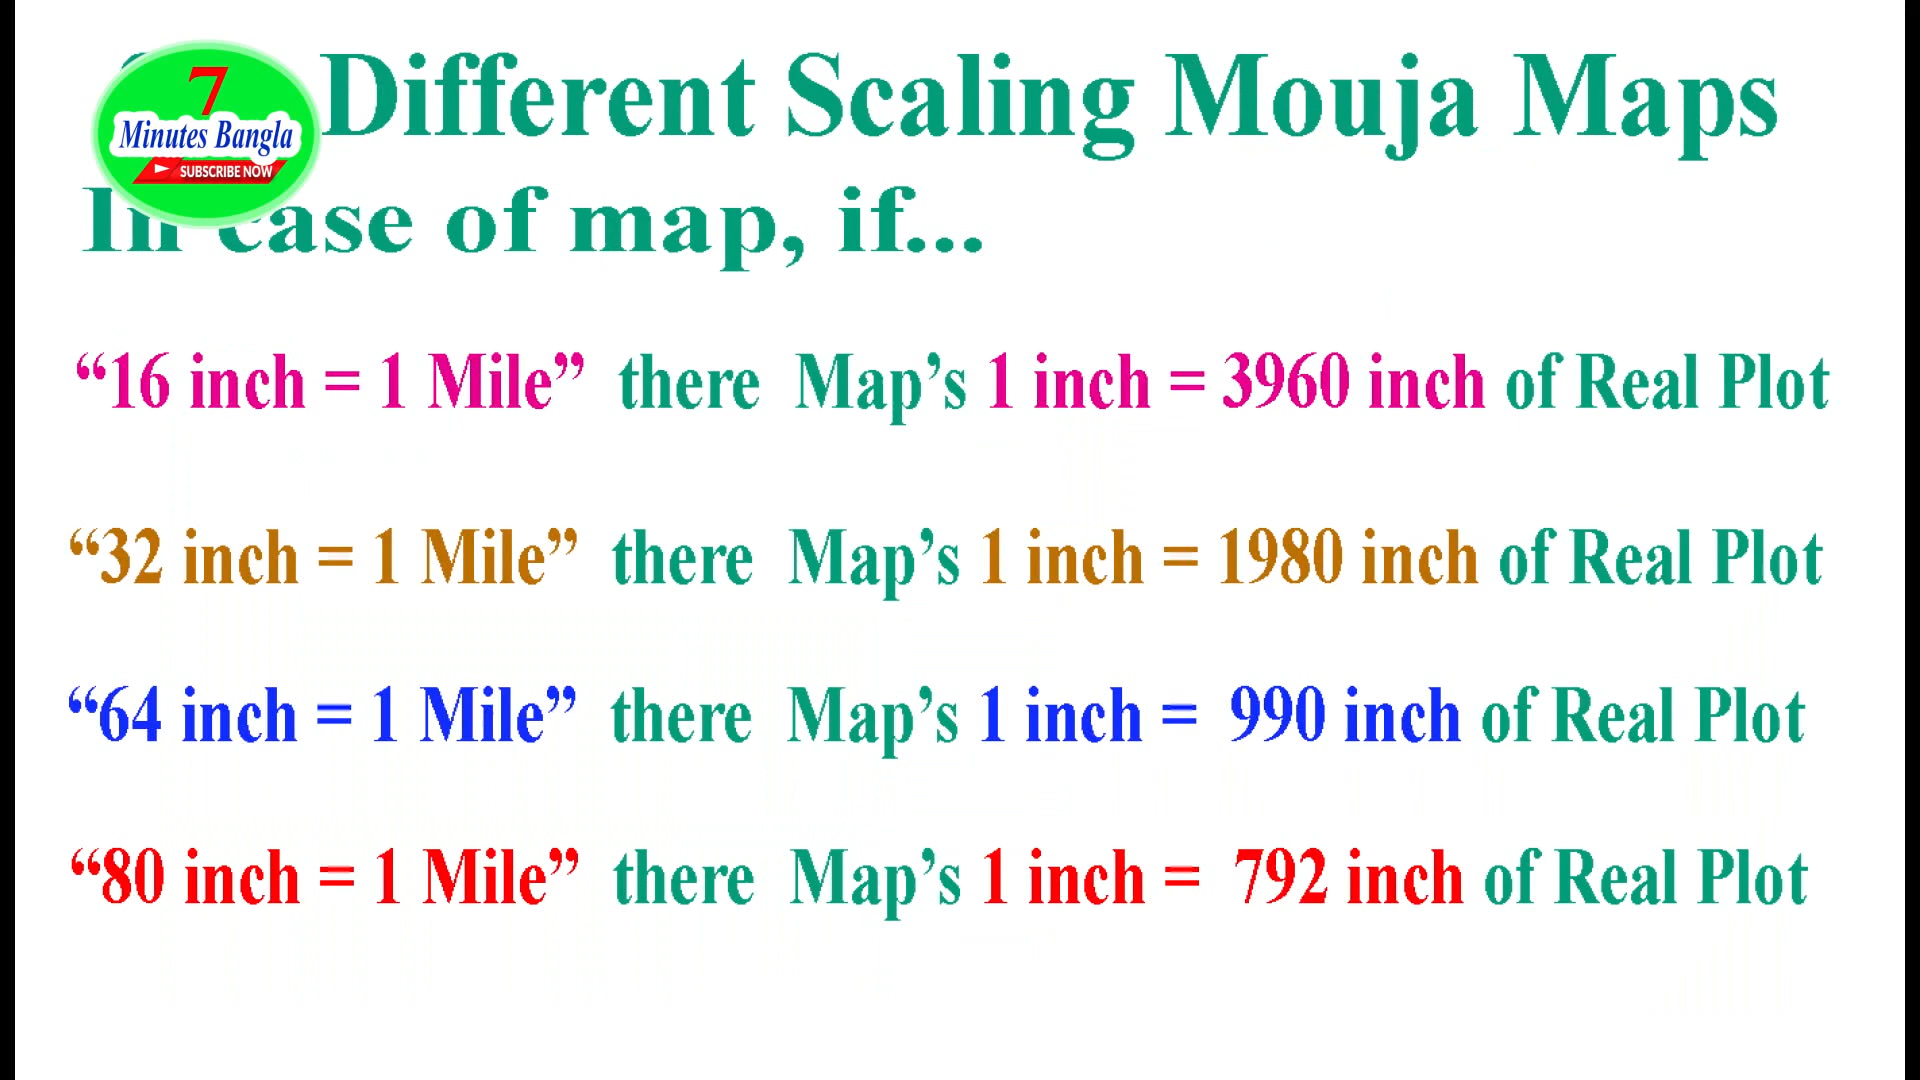 7
Minutes Bangla
SUBSCRIBE NOW
Different Scaling Mouja Maps
In case of map, if...
“16 inch = 1 Mile” there Map’s 1 inch = 3960 inch of Real Plot
“32 inch = 1 Mile” there Map’s 1 inch = 1980 inch of Real Plot
“64 inch = 1 Mile” there Map’s 1 inch = 990 inch of Real Plot
“80 inch = 1 Mile” there Map’s 1 inch = 792 inch of Real Plot